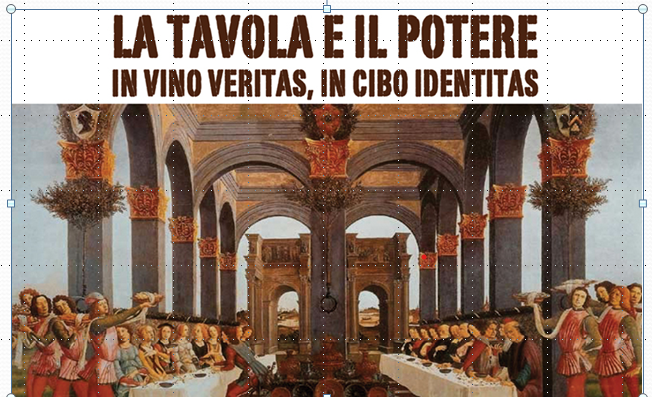 LA TAVOLA E IL POTERE
IN VINO VERITAS, IN CIBO IDENTITAS